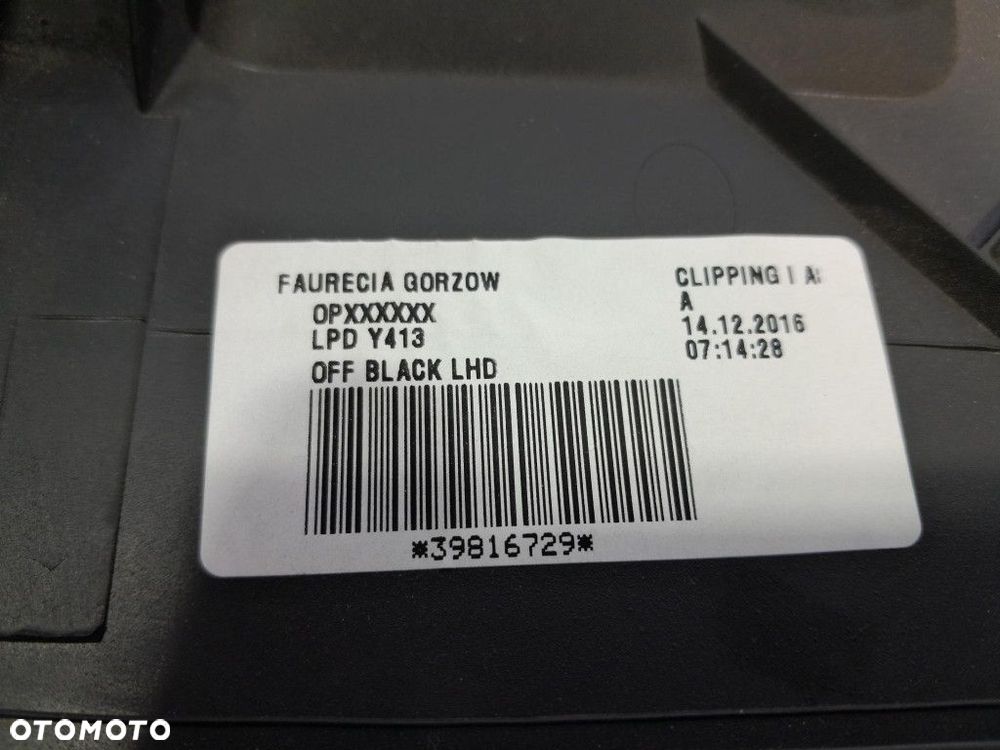 FAURECIA GORZOW
OPXXXXXX
LPD Y413
OFF BLACK LHD
CLIPPING I
A
14.12.2016
07:14:28
*39816729*
OTOMOTO